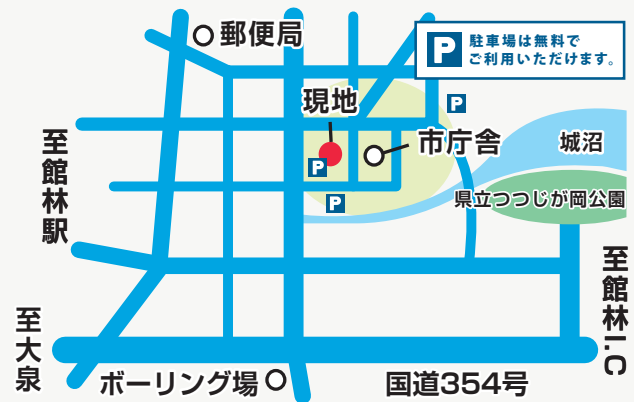 郵便局
P
駐車場は無料で
ご利用いただけます。
現地
P
市庁舎
城沼
P
P
県立つつじが岡公園
至館林駅
至館林I.C
至大泉
ボーリング場
国道354号